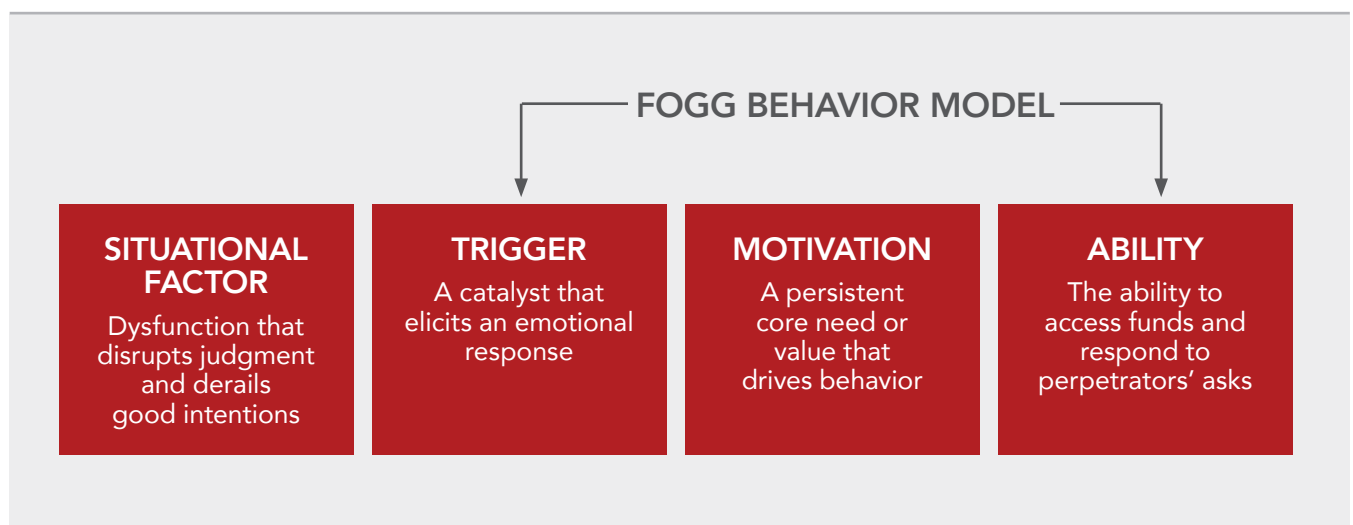 FOGG BEHAVIOR MODEL
SITUATIONAL
FACTOR
Dysfunction that
disrupts judgment
and derails
good intentions
TRIGGER
A catalyst that
elicits an emotional
response
MOTIVATION
A persistent
core need or
value that
drives behavior
ABILITY
The ability to
access funds and
respond to
perpetrators’ asks